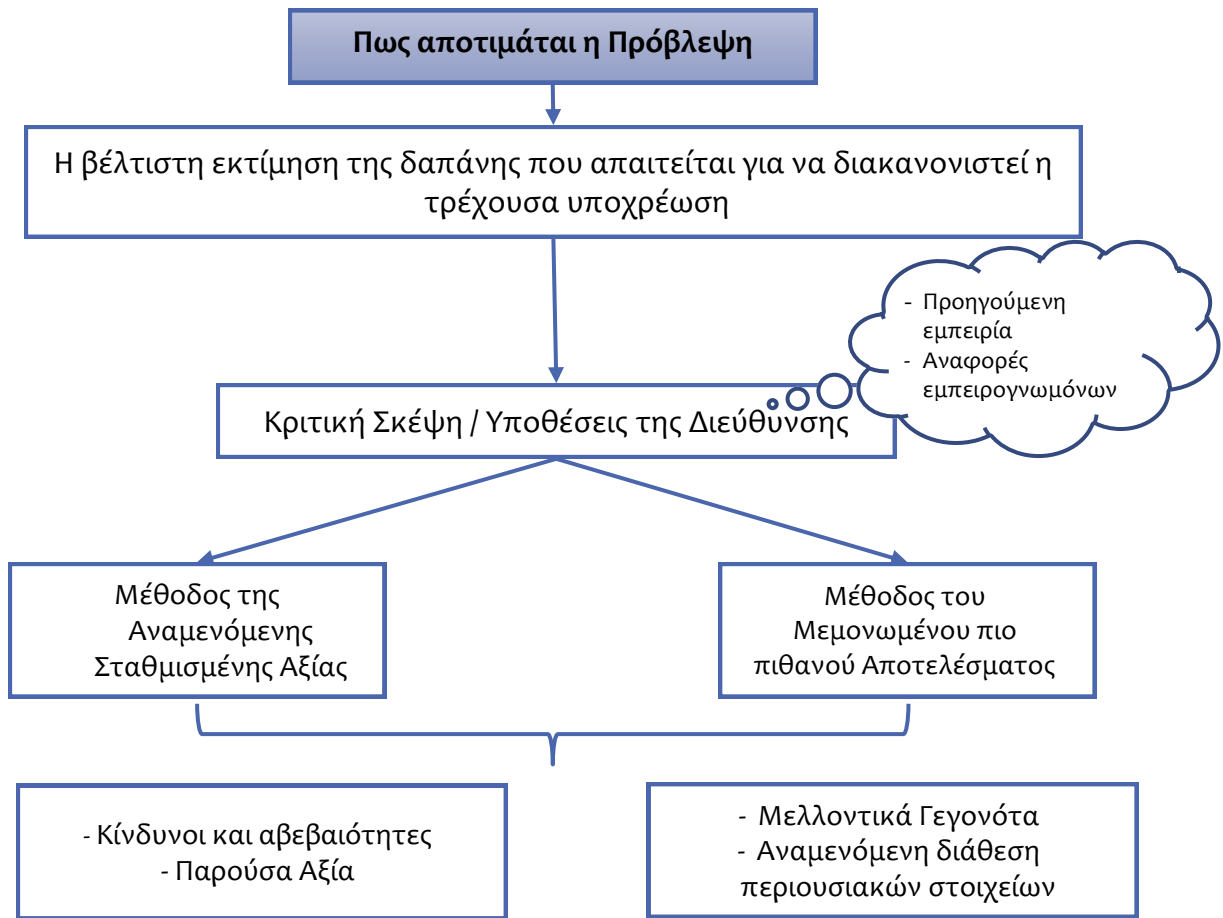 Πως αποτιμάται η Πρόβλεψη
Η βέλτιστη εκτίμηση της δαπάνης που απαιτείται για να διακανονιστεί η
τρέχουσα υποχρέωση
- Προηγούμενη
εμπειρία
- Αναφορές
εμπειρογνωμόνων
Κριτική Σκέψη / Υποθέσεις της Διεύθυνσης
Μέθοδος της
Αναμενόμενης
Σταθμισμένης Αξίας
Μέθοδος του
Μεμονωμένου πιο
πιθανού Αποτελέσματος
- Κίνδυνοι και αβεβαιότητες
- Παρούσα Αξία
- Μελλοντικά Γεγονότα
- Αναμενόμενη διάθεση
περιουσιακών στοιχείων